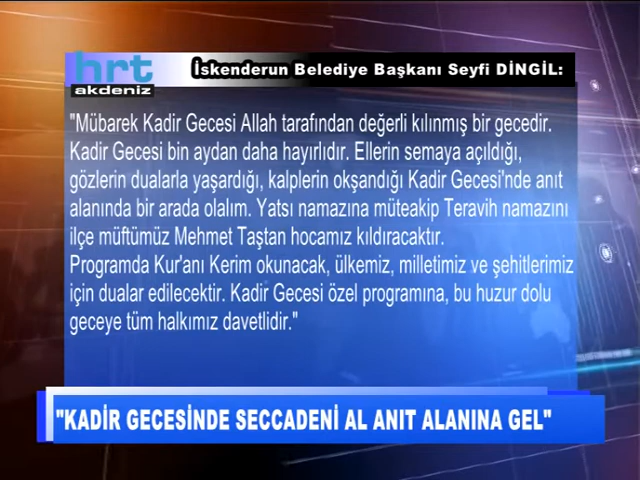 hrt
akdeniz
İskenderun Belediye Başkanı Seyfi DİNGİL:
"Mübarek Kadir Gecesi Allah tarafından değerli kılınmış bir gecedir.
Kadir Gecesi bin aydan daha hayırlıdır. Ellerin semaya açıldığı,
gözlerin dualarla yaşardığı, kalplerin okşandığı Kadir Gecesi'nde anıt
alanında bir arada olalım. Yatsı namazına müteakip Teravih namazını
ilçe müftümüz Mehmet Taştan hocamız kıldıracaktır.
Programda Kur'anı Kerim okunacak, ülkemiz, milletimiz ve şehitlerimiz
için dualar edilecektir. Kadir Gecesi özel programına, bu huzur dolu
geceye tüm halkımız davetlidir."
"KADİR GECESİNDE SECCADENİ AL ANIT ALANINA GEL"